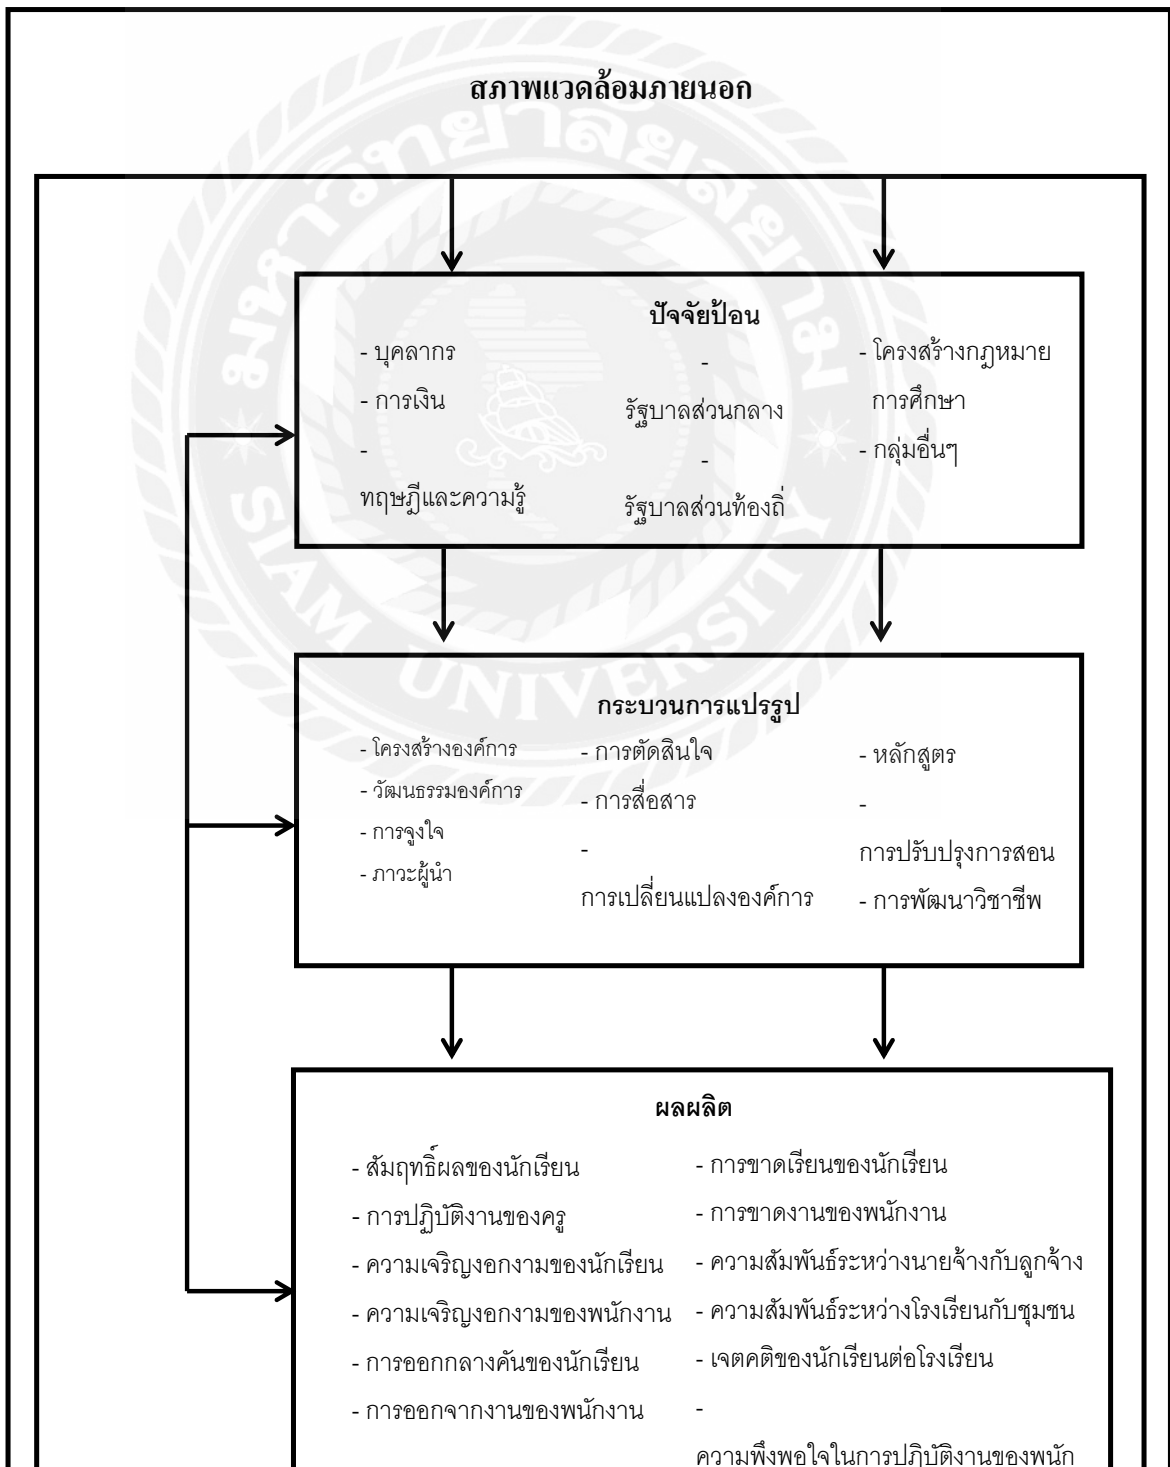 สภาพแวดล้อมภายนอก
มหาวิทยาลัยสยาม
SIAM UNIVERSITY
ปัจจัยป้อน
- บุคลากร
- การเงิน
-
ทฤษฎีและความรู้
-
รัฐบาลส่วนกลาง
-
รัฐบาลส่วนท้องถิ่
- โครงสร้างกฎหมาย
การศึกษา
- กลุ่มอื่นๆ
กระบวนการแปรรูป
- โครงสร้างองค์การ
- วัฒนธรรมองค์การ
- การจูงใจ
- ภาวะผู้นำ
- การตัดสินใจ
- การสื่อสาร
-
การเปลี่ยนแปลงองค์การ
- หลักสูตร
-
การปรับปรุงการสอน
- การพัฒนาวิชาชีพ
ผลผลิต
- สัมฤทธิ์ผลของนักเรียน
- การปฏิบัติงานของครู
- ความเจริญงอกงามของนักเรียน
- ความเจริญงอกงามของพนักงาน
- การออกกลางคันของนักเรียน
- การออกจากงานของพนักงาน
- การขาดเรียนของนักเรียน
- การขาดงานของพนักงาน
- ความสัมพันธ์ระหว่างนายจ้างกับลูกจ้าง
- ความสัมพันธ์ระหว่างโรงเรียนกับชุมชน
- เจตคติของนักเรียนต่อโรงเรียน
-
ความพึงพอใจในการปฏิบัติงานของพนัก